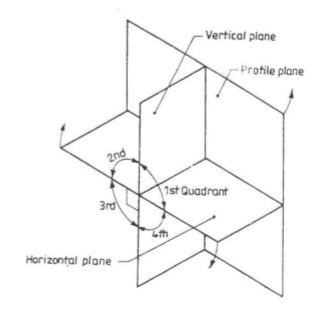 Vertical plane
Profile plane
2nd
1st Quadrant
3rd
4th
Horizontal plane